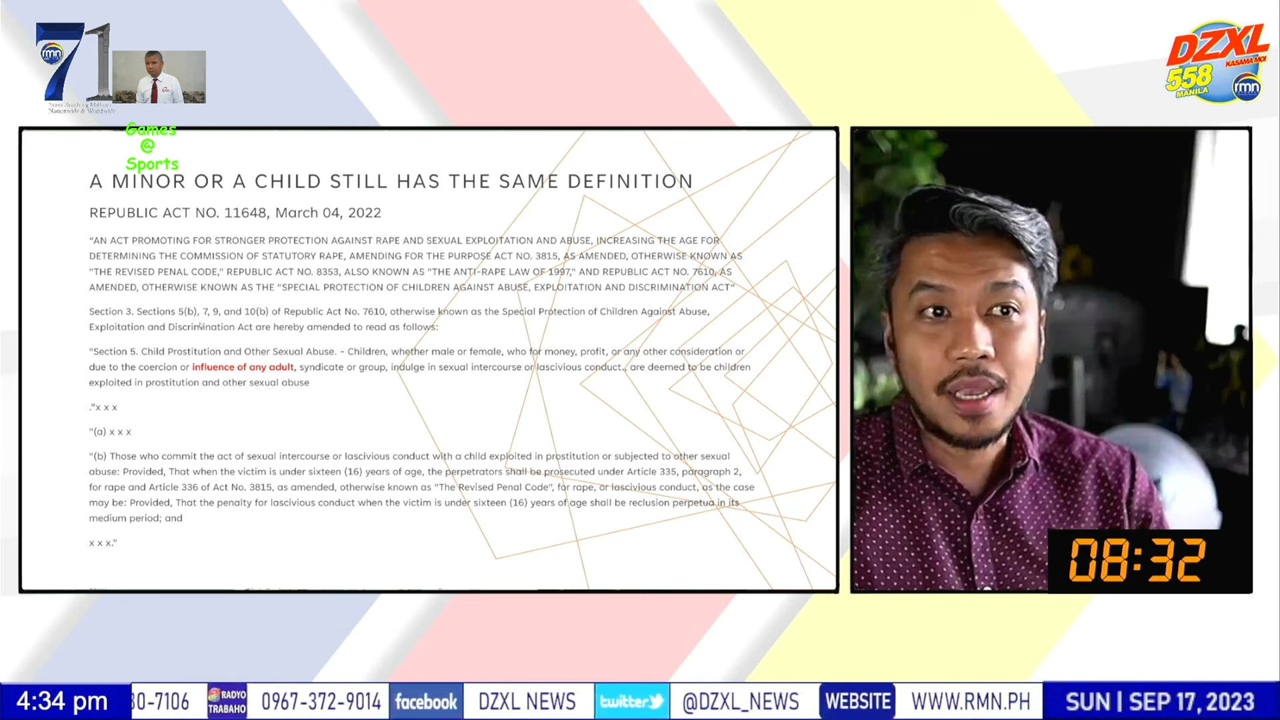 71
rmn
DZXL
558
KASAMA MO!
MANILA
rmn
Games
@
Sports
A MINOR OR A CHILD STILL HAS THE SAME DEFINITION
REPUBLIC ACT NO. 11648, March 04, 2022
“AN ACT PROMOTING FOR STRONGER PROTECTION AGAINST RAPE AND SEXUAL EXPLOITATION AND ABUSE, INCREASING THE AGE FOR
DETERMINING THE COMMISSION OF STATUTORY RAPE, AMENDING FOR THE PURPOSE ACT NO. 3815, AS AMENDED, OTHERWISE KNOWN AS
"THE REVISED PENAL CODE," REPUBLIC ACT NO. 8353, ALSO KNOWN AS "THE ANTI-RAPE LAW OF 1997," AND REPUBLIC ACT NO. 7610, AS
AMENDED, OTHERWISE KNOWN AS THE "SPECIAL PROTECTION OF CHILDREN AGAINST ABUSE, EXPLOITATION AND DISCRIMINATION ACT"
Section 3. Sections 5(b), 7, 9, and 10(b) of Republic Act No. 7610, otherwise known as the Special Protection of Children Against Abuse,
Exploitation and Discrimination Act are hereby amended to read as follows:
"Section 5. Child Prostitution and Other Sexual Abuse. - Children, whether male or female, who for money, profit, or any other consideration or
due to the coercion or influence of any adult, syndicate or group, indulge in sexual intercourse or lascivious conduct., are deemed to be children
exploited in prostitution and other sexual abuse
."x x x
"(a) x x x
"(b) Those who commit the act of sexual intercourse or lascivious conduct with a child exploited in prostitution or subjected to other sexual
abuse: Provided, That when the victim is under sixteen (16) years of age, the perpetrators shall be prosecuted under Article 335, paragraph 2,
for rape and Article 336 of Act No. 3815, as amended, otherwise known as "The Revised Penal Code", for rape, or lascivious conduct, as the case
may be: Provided, That the penalty for lascivious conduct when the victim is under sixteen (16) years of age shall be reclusion perpetua in its
medium period; and
x x x."
08:32
4:34 pm
30-7106
RADYO
TRABAHO
0967-372-9014
facebook
DZXL NEWS
twitter
@DZXL_NEWS
WEBSITE
WWW.RMN.PH
SUN | SEP 17, 2023